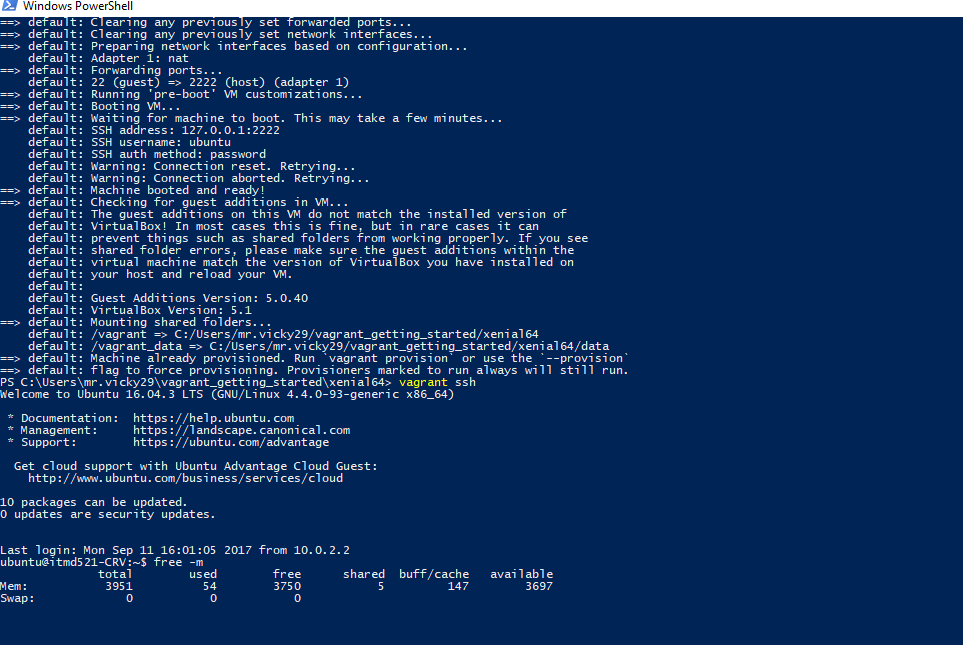 Windows PowerShell
==> default: Clearing any previously set forwarded ports...
==> default: Clearing any previously set network interfaces...
==> default: Preparing network interfaces based on configuration...
    default: Adapter 1: nat
==> default: Forwarding ports...
    default: 22 (guest) => 2222 (host) (adapter 1)
==> default: Running 'pre-boot' VM customizations...
==> default: Booting VM...
==> default: Waiting for machine to boot. This may take a few minutes...
    default: SSH address: 127.0.0.1:2222
    default: SSH username: ubuntu
    default: SSH auth method: password
    default: Warning: Connection reset. Retrying...
    default: Warning: Connection aborted. Retrying...
==> default: Machine booted and ready!
==> default: Checking for guest additions in VM...
    default: The guest additions on this VM do not match the installed version of
    default: VirtualBox! In most cases this is fine, but in rare cases it can
    default: prevent things such as shared folders from working properly. If you see
    default: shared folder errors, please make sure the guest additions within the
    default: virtual machine match the version of VirtualBox you have installed on
    default: your host and reload your VM.
    default:
    default: Guest Additions Version: 5.0.40
    default: VirtualBox Version: 5.1
==> default: Mounting shared folders...
    default: /vagrant => C:/Users/mr.vicky29/vagrant_getting_started/xenial64
    default: /vagrant_data => C:/Users/mr.vicky29/vagrant_getting_started/xenial64/data
==> default: Machine already provisioned. Run `vagrant provision` or use the `--provision`
==> default: flag to force provisioning. Provisioners marked to run always will still run.
PS C:\Users\mr.vicky29\vagrant_getting_started\xenial64> vagrant ssh
Welcome to Ubuntu 16.04.3 LTS (GNU/Linux 4.4.0-93-generic x86_64)
 * Documentation:  https://help.ubuntu.com
 * Management:     https://landscape.canonical.com
 * Support:        https://ubuntu.com/advantage
  Get cloud support with Ubuntu Advantage Cloud Guest:
    http://www.ubuntu.com/business/services/cloud
10 packages can be updated.
0 updates are security updates.
Last login: Mon Sep 11 16:01:05 2017 from 10.0.2.2
ubuntu@itmd521-CRV:~$ free -m
              total        used        free      shared  buff/cache   available
Mem:           3951          54        3750           5         147        3697
Swap:             0           0           0